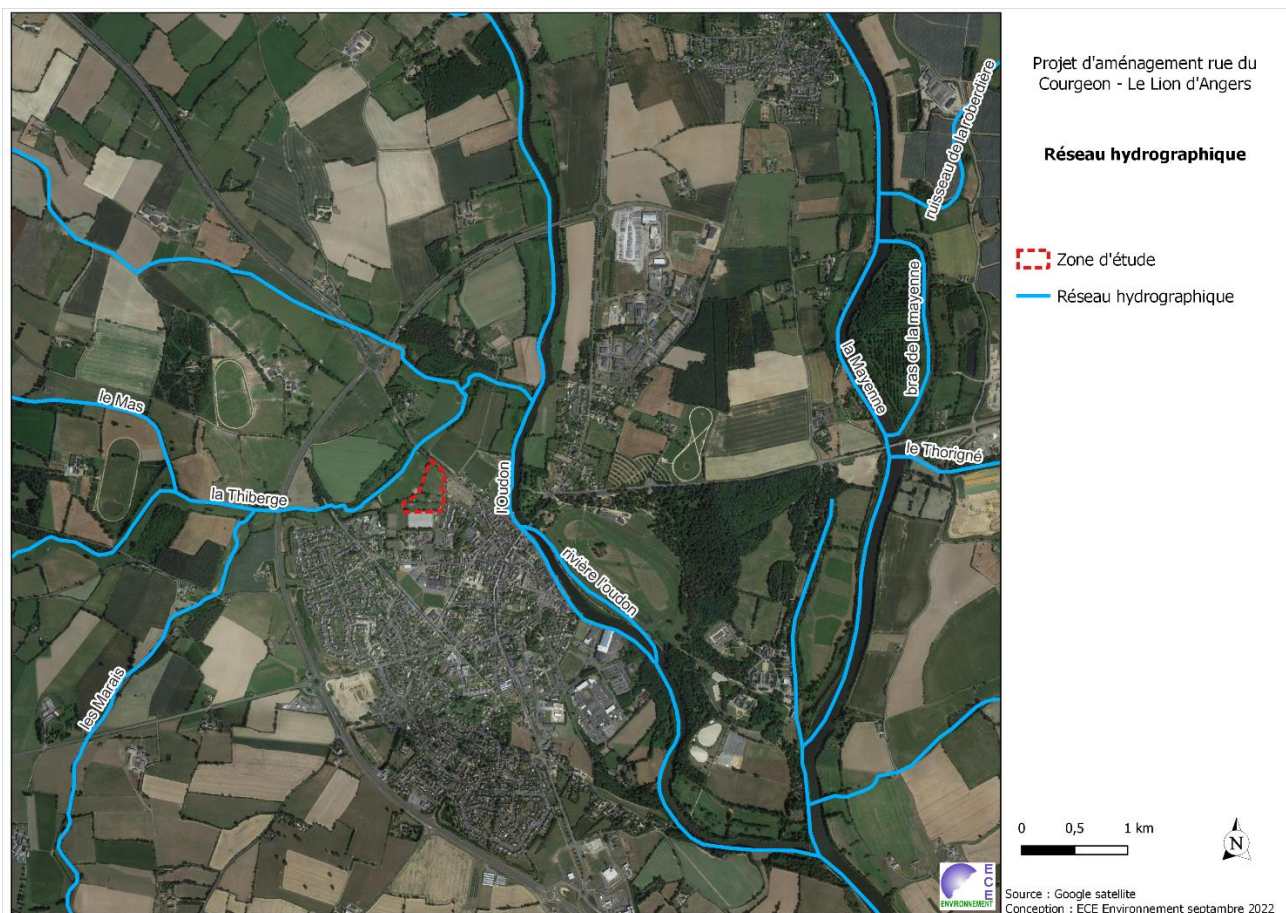 Projet d'aménagement rue du
Courgeon - Le Lion d'Angers
Réseau hydrographique
Zone d'étude
Réseau hydrographique
ruisseau de la roberdière
bras de la mayenne
la Mayenne
le Thorigné
le Mas
la Thiberge
l'Oudon
rivière l'oudon
les Marais
0 0,5 1 km
N
ECE
ENVIRONNEMENT
Source : Google satellite
Conception : ECE Environnement septambre 2022